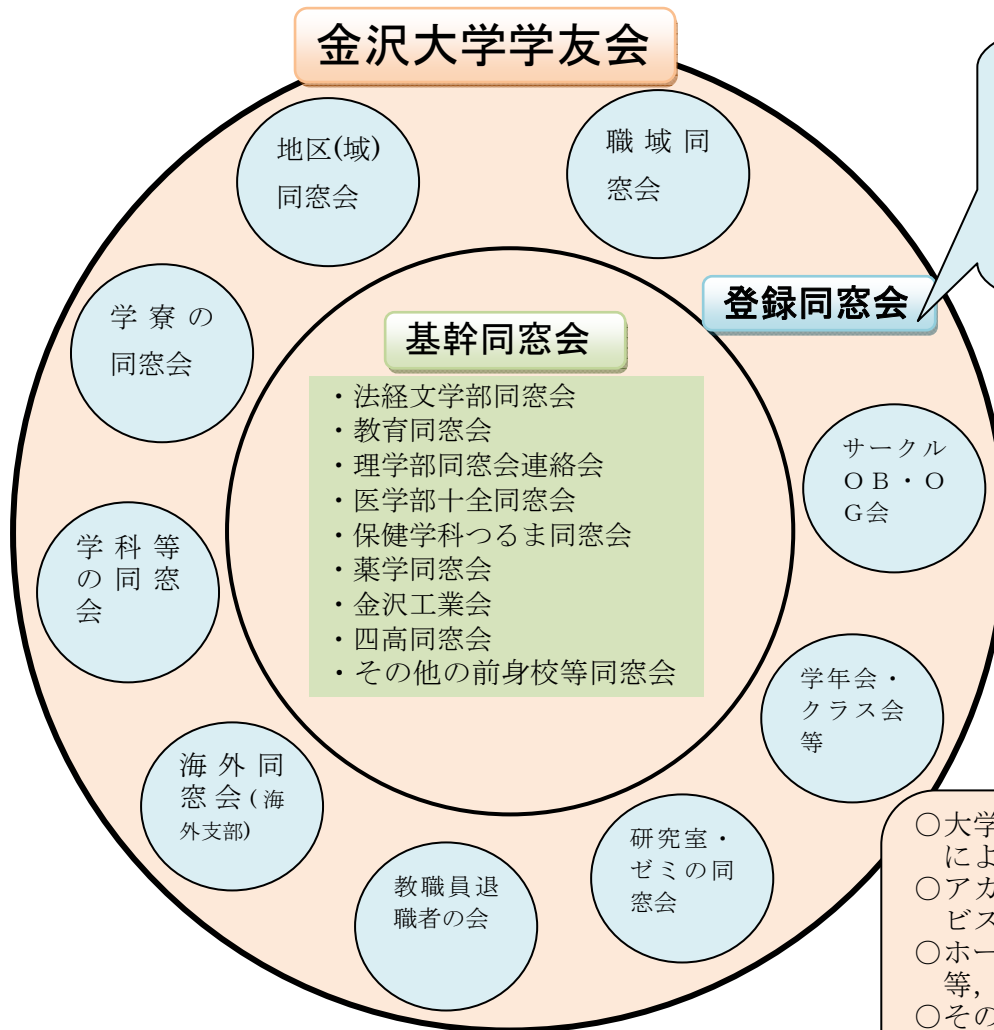 金沢大学学友会
地区(域)
同窓会
職域同
窓会
登録同窓会
学寮の
同窓会
基幹同窓会
・法経文学部同窓会
・教育同窓会
・理学部同窓会連絡会
・医学部十全同窓会
・保健学科つるま同窓会
・薬学同窓会
・金沢工業会
・四高同窓会
・その他の前身校等同窓会
サークル
ＯＢ・Ｏ
Ｇ会
学科等
の同窓
会
学年会・
クラス会
等
海外同
窓会(海
外支部)
研究室・
ゼミの同
窓会
教職員退
職者の会
○大学
によ
○アカ
ビス
○ホー
等，
○その